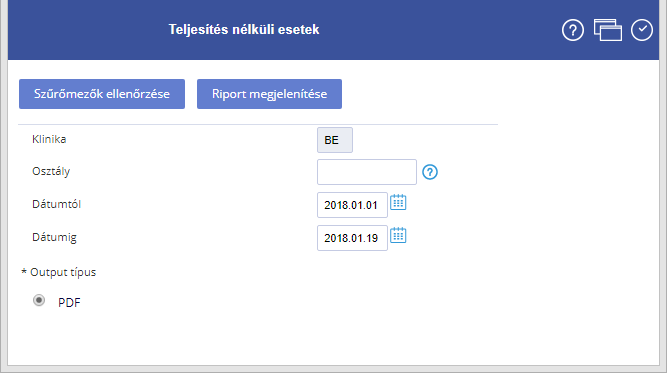 Teljesítés nélküli esetek
Szűrőmezők ellenőrzése Riport megjelenítése
Klinika BE
Osztály
Dátumtól 2018.01.01
Dátumig 2018.01.19
* Output típus
PDF